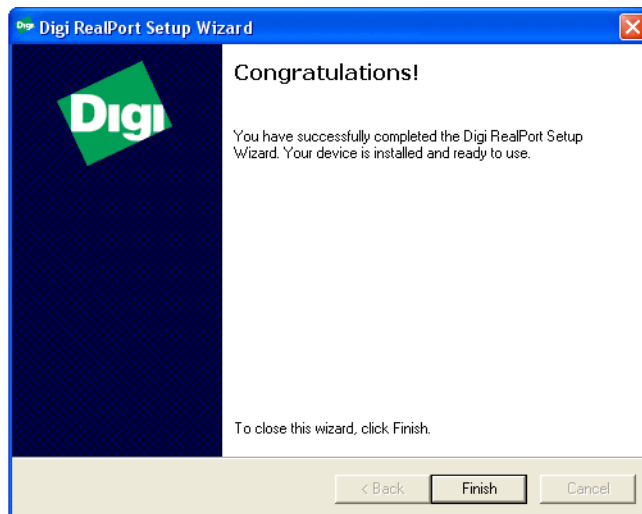 Digi Digi RealPort Setup Wizard
Digi
Congratulations!
You have successfully completed the Digi RealPort Setup
Wizard. Your device is installed and ready to use.
To close this wizard, click Finish.
< Back Finish Cancel